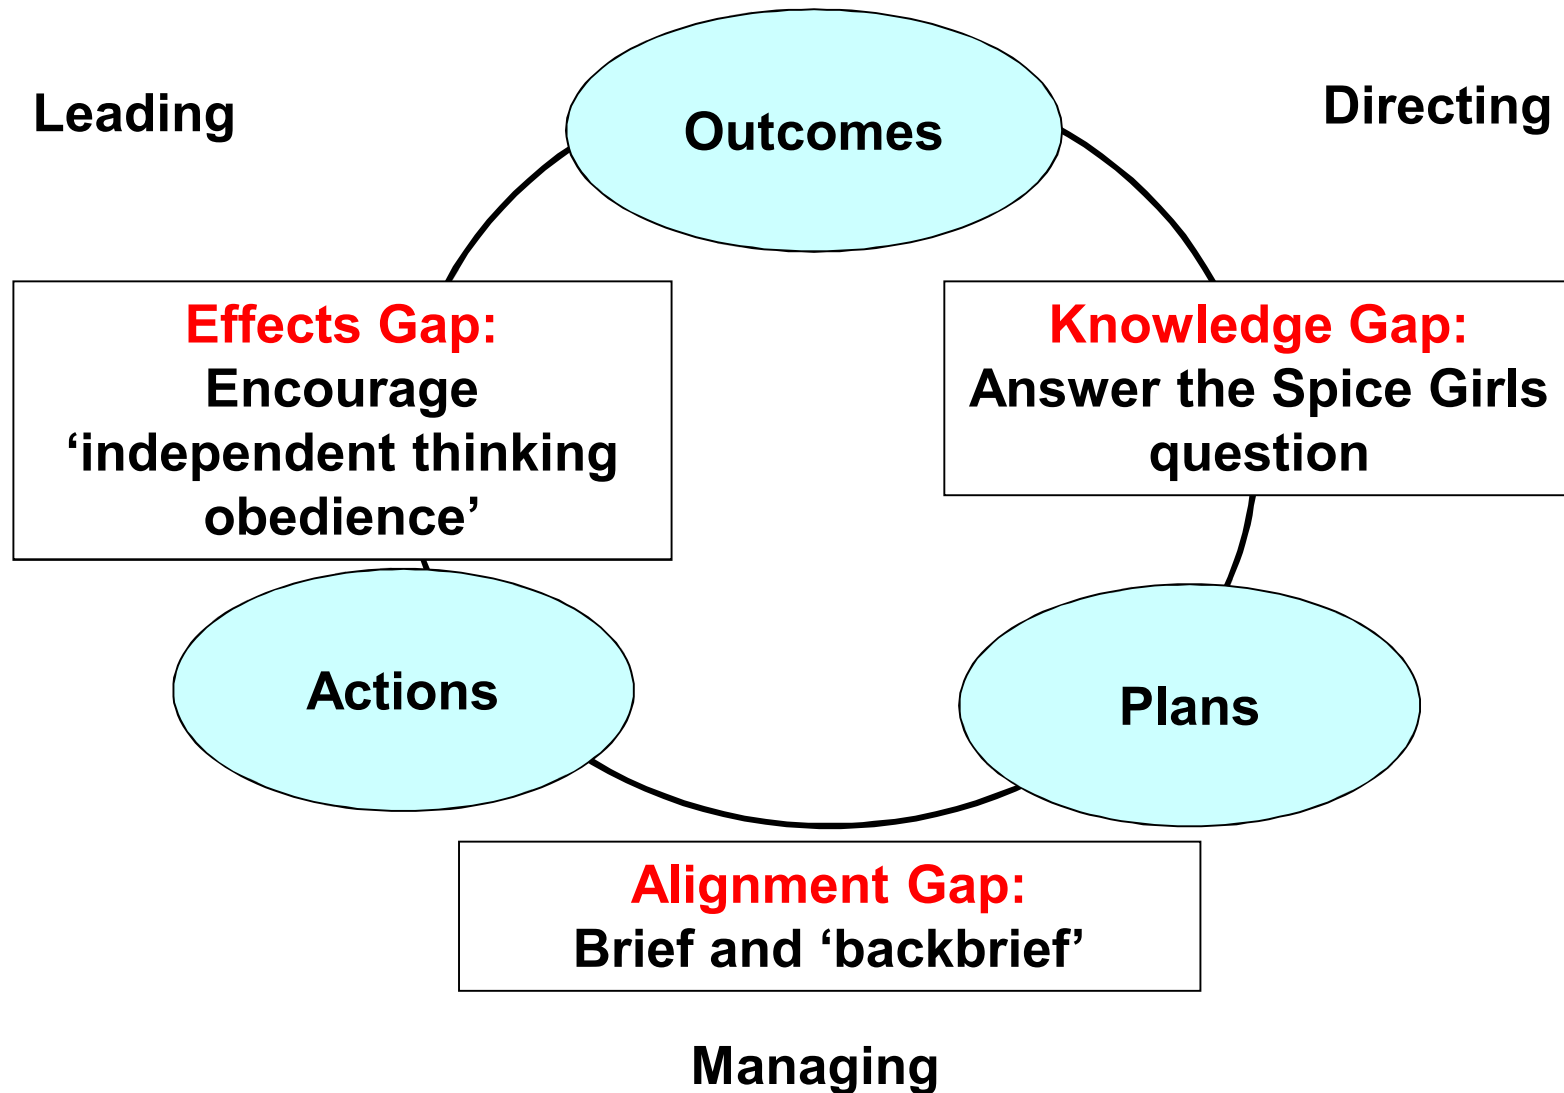 Leading
Directing
Outcomes
Effects Gap:
Encourage
‘independent thinking
obedience’
Knowledge Gap:
Answer the Spice Girls
question
Actions
Plans
Alignment Gap:
Brief and ‘backbrief’
Managing